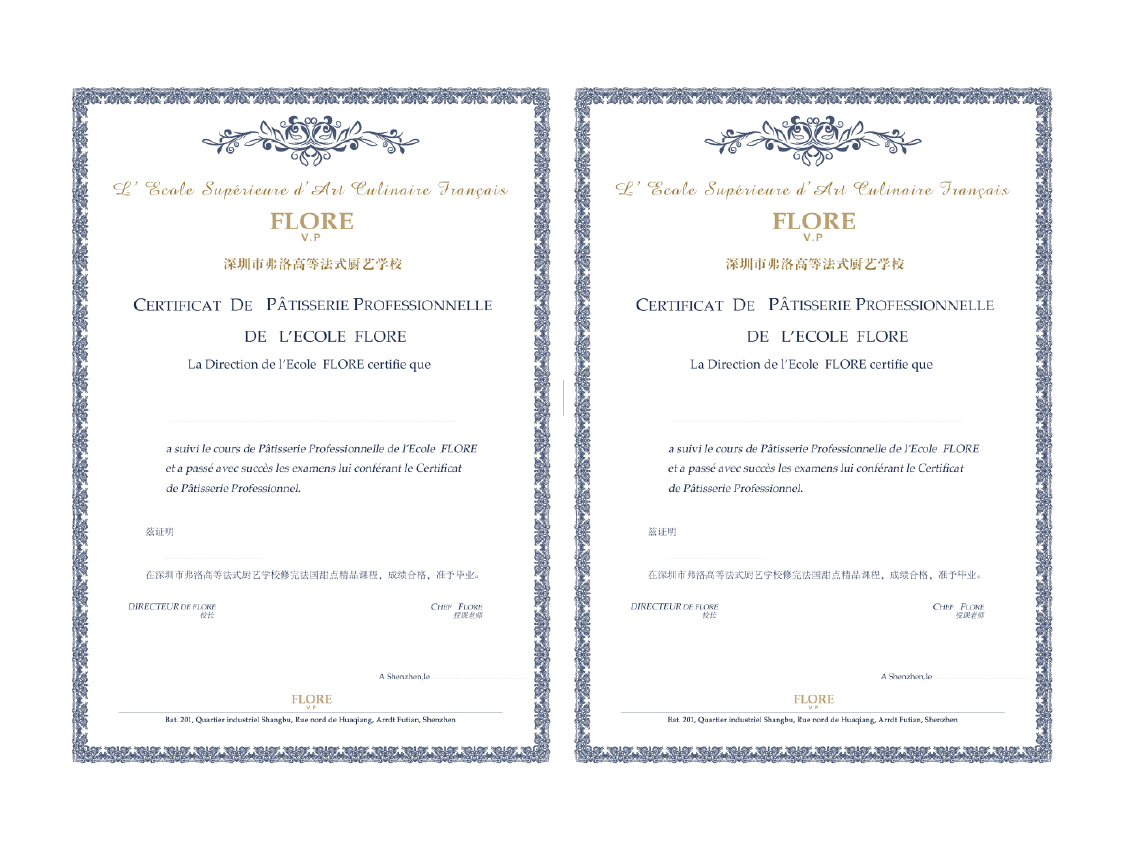 L' Ecole Supérieure d'Art Culinaire Français
FLORE
V.P
深圳市弗洛高等法式厨艺学校
CERTIFICAT DE PÂTISSERIE PROFESSIONNELLE
DE L'ECOLE FLORE
La Direction de l'Ecole FLORE certifie que
a suivi le cours de Pâtisserie Professionnelle de l'Ecole FLORE
et a passé avec succès les examens lui conférant le Certificat
de Pâtisserie Professionnel.
兹证明
在深圳市弗洛高等法式厨艺学校修完法国甜点精品课程，成绩合格，准予毕业。
DIRECTEUR DE FLORE
校长
CHEF FLORE
授课老师
A Shenzhen,le
FLORE
V.P
Bat. 201, Quartier industriel Shangbu, Rue nord de Huaqiang, Arrdt Futian, Shenzhen
L' Ecole Supérieure d'Art Culinaire Français
FLORE
V.P
深圳市弗洛高等法式厨艺学校
CERTIFICAT DE PÂTISSERIE PROFESSIONNELLE
DE L'ECOLE FLORE
La Direction de l'Ecole FLORE certifie que
a suivi le cours de Pâtisserie Professionnelle de l'Ecole FLORE
et a passé avec succès les examens lui conférant le Certificat
de Pâtisserie Professionnel.
兹证明
在深圳市弗洛高等法式厨艺学校修完法国甜点精品课程，成绩合格，准予毕业。
DIRECTEUR DE FLORE
校长
CHEF FLORE
授课老师
A Shenzhen,le
FLORE
V.P
Bat. 201, Quartier industriel Shangbu, Rue nord de Huaqiang, Arrdt Futian, Shenzhen